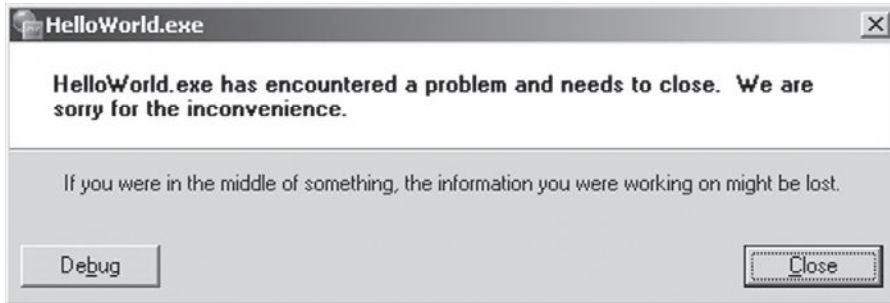 HelloWorld.exe
HelloWorld.exe has encountered a problem and needs to close.  We are
sorry for the inconvenience.
If you were in the middle of something, the information you were working on might be lost.
Debug
Close